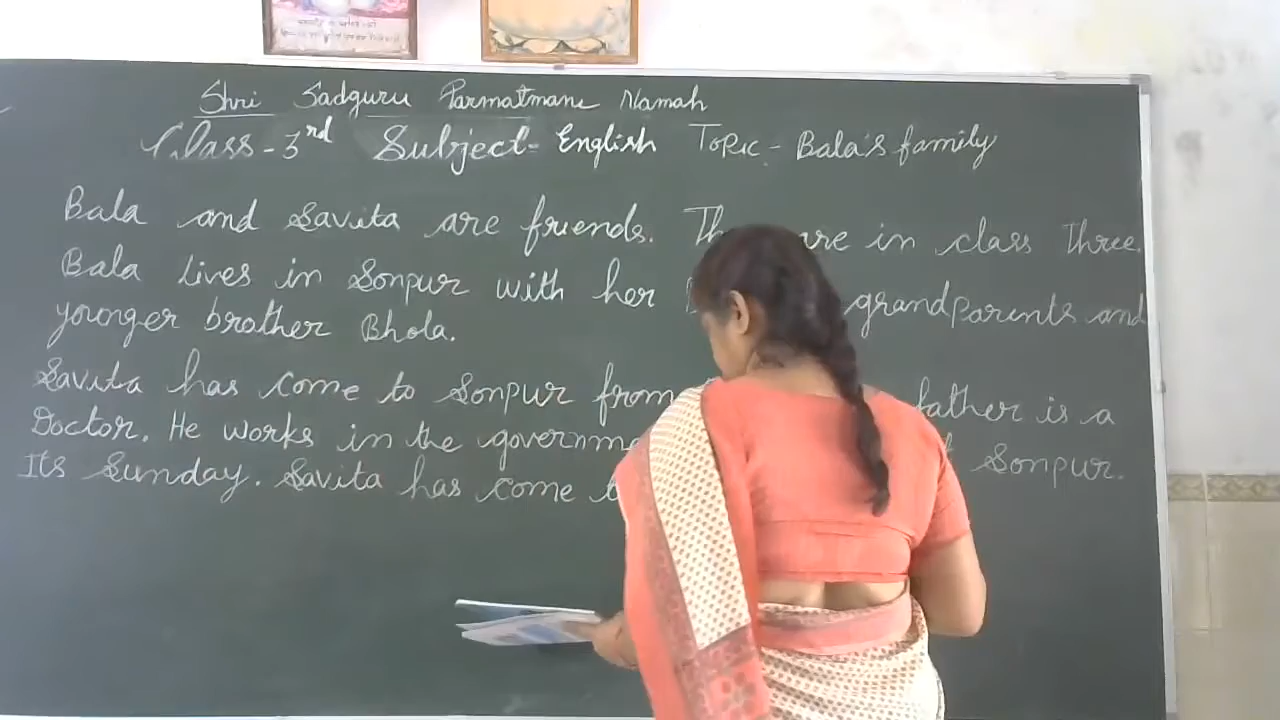 Shri Sadguru Parmatmane Namah
Class - 3rd Subject - English Topic - Bala's family
Bala and Savita are friends. Th are in class Three.
Bala lives in Sonpur with her grandparents and
younger brother Bhola.
Savita has come to Sonpur from father is a
Doctor. He works in the governme Sonpur.
Its Sunday. Savita has come